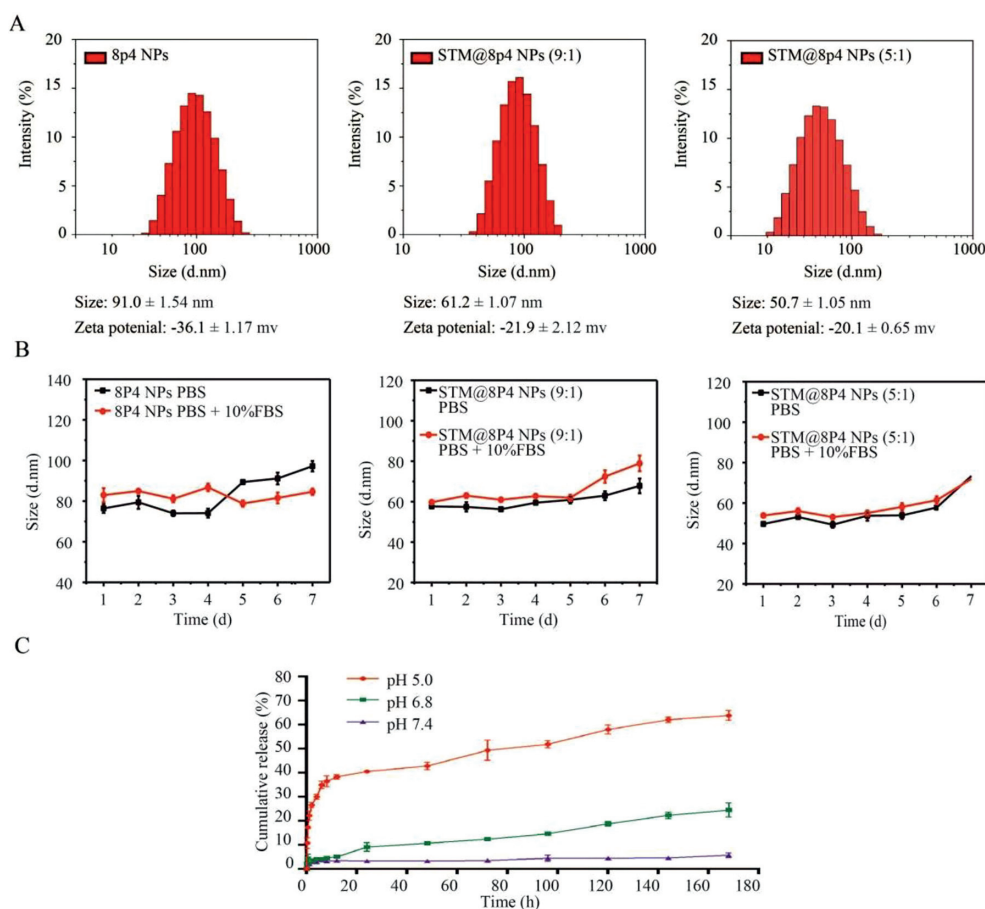 A
20
15
10
5
0
Intensity (%)
8p4 NPs
10
100
1000
Size (d.nm)
Size: 91.0 ± 1.54 nm
Zeta potenial: -36.1 ± 1.17 mv
20
15
10
5
0
Intensity (%)
STM@8p4 NPs (9:1)
10
100
1000
Size (d.nm)
Size: 61.2 ± 1.07 nm
Zeta potenial: -21.9 ± 2.12 mv
20
15
10
5
0
Intensity (%)
STM@8p4 NPs (5:1)
10
100
1000
Size (d.nm)
Size: 50.7 ± 1.05 nm
Zeta potenial: -20.1 ± 0.65 mv
B
140
120
100
80
60
40
Size (d.nm)
8P4 NPs PBS
8P4 NPs PBS + 10%FBS
1 2 3 4 5 6 7
Time (d)
120
100
80
60
40
20
Size (d.nm)
STM@8P4 NPs (9:1)
PBS
STM@8P4 NPs (9:1)
PBS + 10%FBS
1 2 3 4 5 6 7
Time (d)
120
100
80
60
40
20
Size (d.nm)
STM@8P4 NPs (5:1)
PBS
STM@8P4 NPs (5:1)
PBS + 10%FBS
1 2 3 4 5 6 7
Time (d)
C
80
70
60
50
40
30
20
10
0
Cumulative release (%)
pH 5.0
pH 6.8
pH 7.4
0 20 40 60 80 100 120 140 160 180
Time (h)